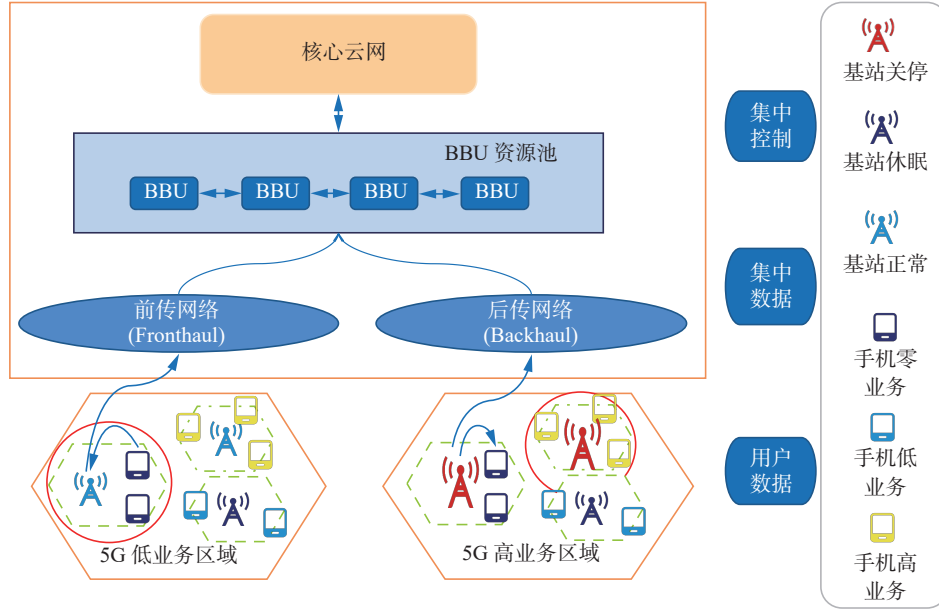 核心云网
BBU 资源池
BBU
BBU
BBU
BBU
前传网络
(Fronthaul)
后传网络
(Backhaul)
5G 低业务区域
5G 高业务区域
集中
控制
集中
数据
用户
数据
基站关停
基站休眠
基站正常
手机零
业务
手机低
业务
手机高
业务